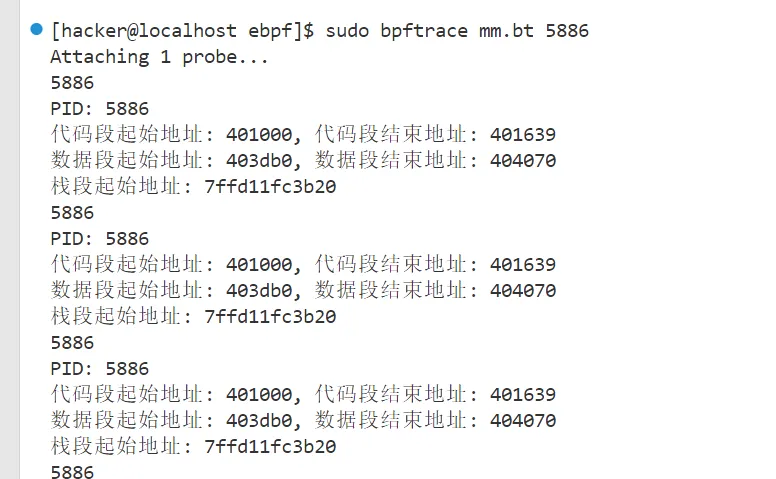 [hacker@localhost ebpf]$ sudo bpftrace mm.bt 5886
Attaching 1 probe...
5886
PID: 5886
代码段起始地址: 401000, 代码段结束地址: 401639
数据段起始地址: 403db0, 数据段结束地址: 404070
栈段起始地址: 7ffd11fc3b20
5886
PID: 5886
代码段起始地址: 401000, 代码段结束地址: 401639
数据段起始地址: 403db0, 数据段结束地址: 404070
栈段起始地址: 7ffd11fc3b20
5886
PID: 5886
代码段起始地址: 401000, 代码段结束地址: 401639
数据段起始地址: 403db0, 数据段结束地址: 404070
栈段起始地址: 7ffd11fc3b20
5886